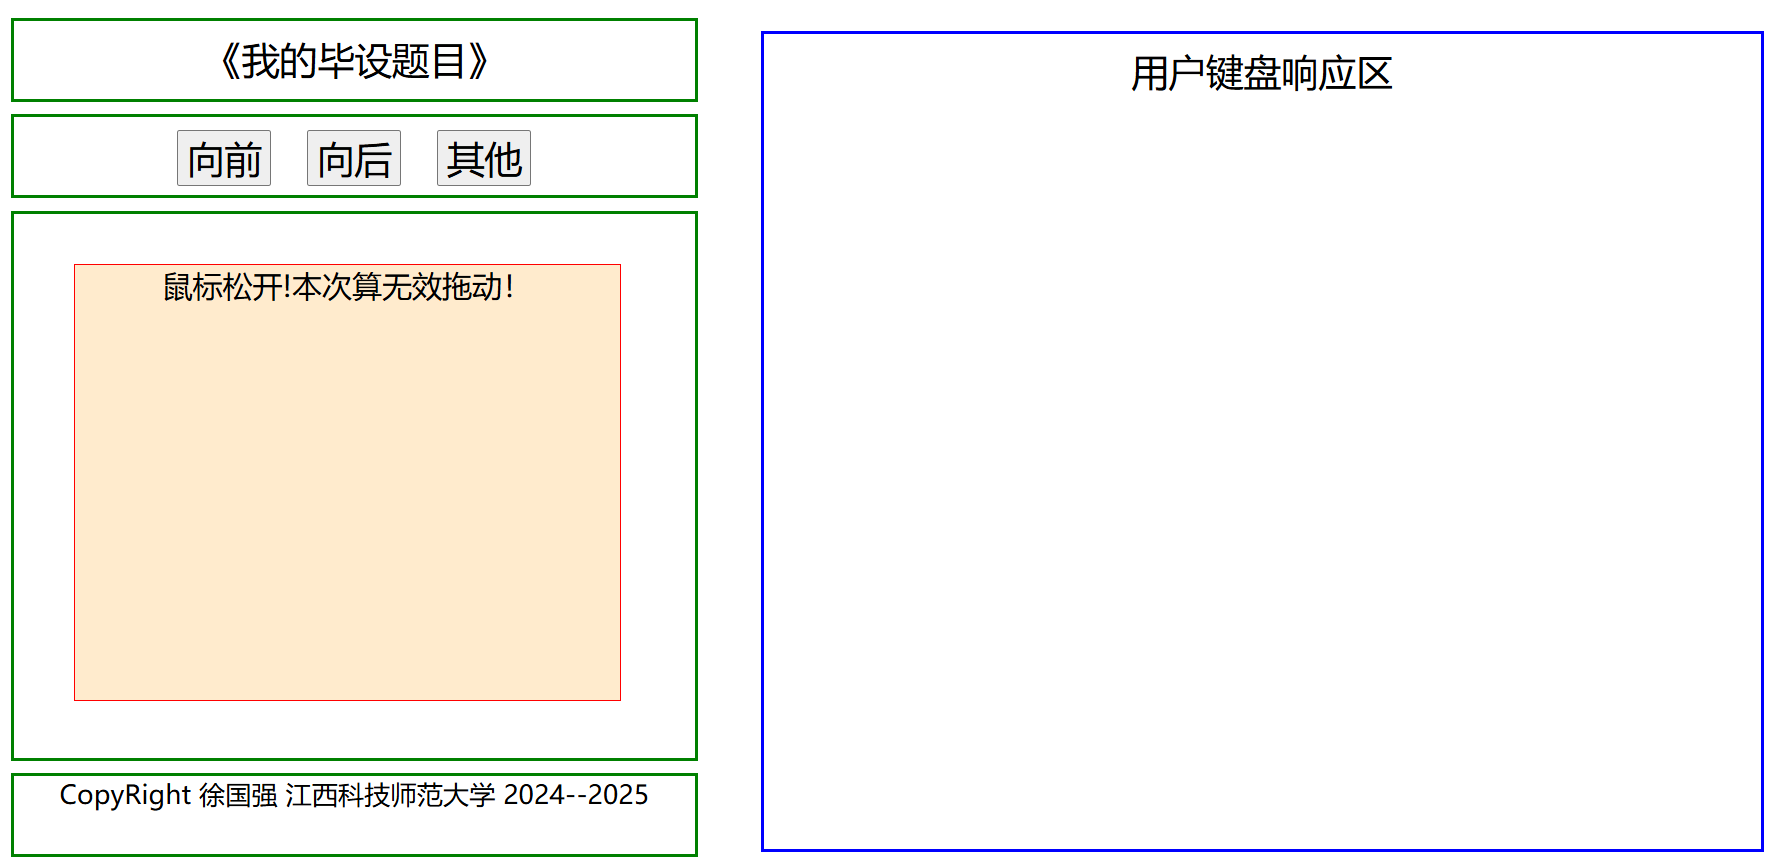 《我的毕设题目》
向前 向后 其他
鼠标松开!本次算无效拖动!
CopyRight 徐国强 江西科技师范大学 2024--2025
用户键盘响应区